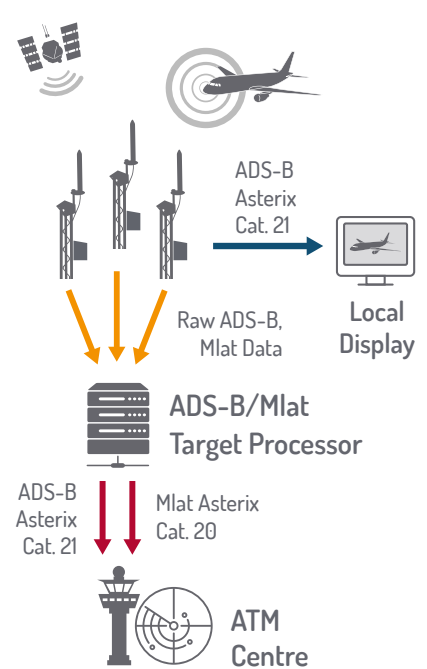 ADS-B
Asterix
Cat. 21
Local
Display
Raw ADS-B,
Mlat Data
ADS-B/Mlat
Target Processor
ADS-B
Asterix
Cat. 21
Mlat Asterix
Cat. 20
ATM
Centre